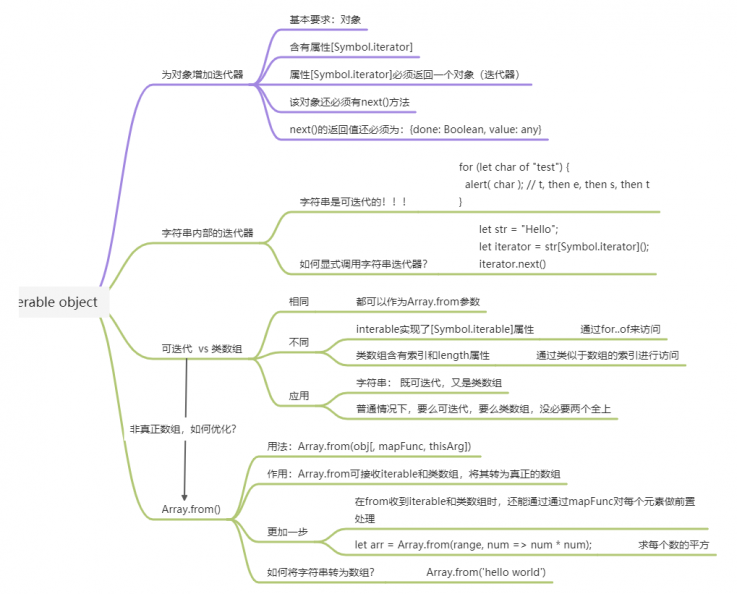 基本要求：对象
含有属性[Symbol.iterator]
为对象增加迭代器
属性[Symbol.iterator]必须返回一个对象（迭代器）
该对象还必须有next()方法
next()的返回值还必须为：{done: Boolean, value: any}
for (let char of "test") {
alert( char ); // t, then e, then s, then t
}
字符串是可迭代的！！！
字符串内部的迭代器
let str = "Hello";
let iterator = str[Symbol.iterator]();
iterator.next()
如何显式调用字符串迭代器？
erable object
相同
都可以作为Array.from参数
可迭代 vs 类数组
不同
interable实现了[Symbol.iterable]属性
通过for..of来访问
类数组含有索引和length属性
通过类似于数组的索引进行访问
应用
字符串： 既可迭代，又是类数组
普通情况下，要么可迭代，要么类数组，没必要两个全上
非真正数组，如何优化？
Array.from()
用法：Array.from(obj[, mapFunc, thisArg])
作用：Array.from可接收iterable和类数组，将其转为真正的数组
更加一步
在from收到iterable和类数组时，还能通过通过mapFunc对每个元素做前置
处理
let arr = Array.from(range, num => num * num);
求每个数的平方
如何将字符串转为数组？
Array.from('hello world')